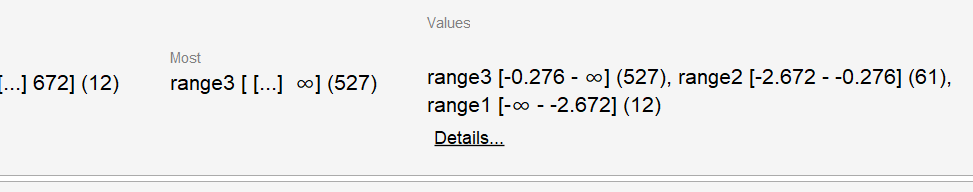 Values
Most
[...] 672] (12)
range3 [ [...] ∞] (527)
range3 [-0.276 - ∞] (527), range2 [-2.672 - -0.276] (61),
range1 [-∞ - -2.672] (12)
Details...